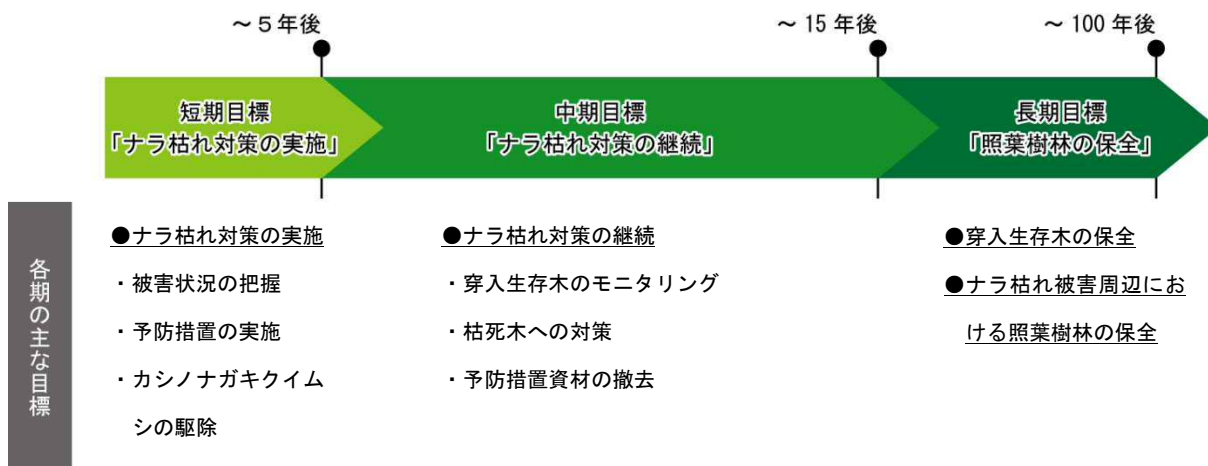 ～５年後
～ 15 年後
～ 100 年後
短期目標
「ナラ枯れ対策の実施」
中期目標
「ナラ枯れ対策の継続」
長期目標
「照葉樹林の保全」
各期の主な目標
●ナラ枯れ対策の実施
・被害状況の把握
・予防措置の実施
・カシノナガキクイム
シの駆除
●ナラ枯れ対策の継続
・穿入生存木のモニタリング
・枯死木への対策
・予防措置資材の撤去
●穿入生存木の保全
●ナラ枯れ被害周辺にお
ける照葉樹林の保全